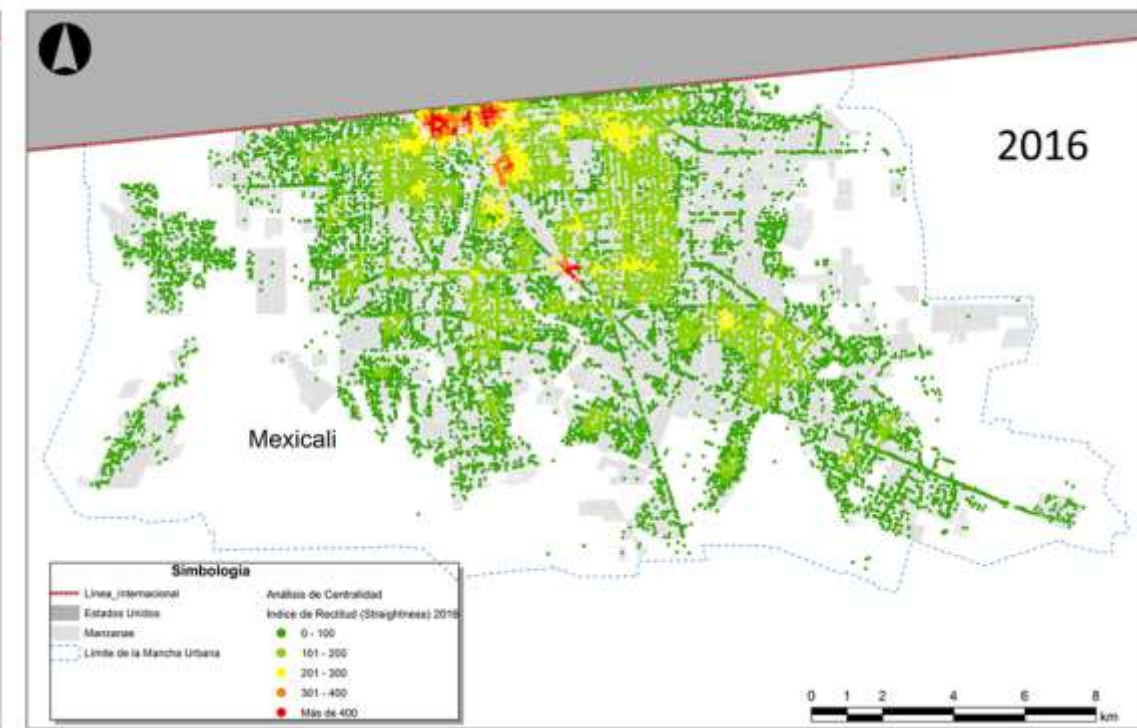 2016
Mexicali
Simbología
Línea_Internacional
Estados Unidos
Manzanas
Límite de la Mancha Urbana
Análisis de Centralidad
Indice de Rectitud (Straightness) 2016
0 - 100
101 - 200
201 - 300
301 - 400
Más de 400
0 1 2 4 6 8
km